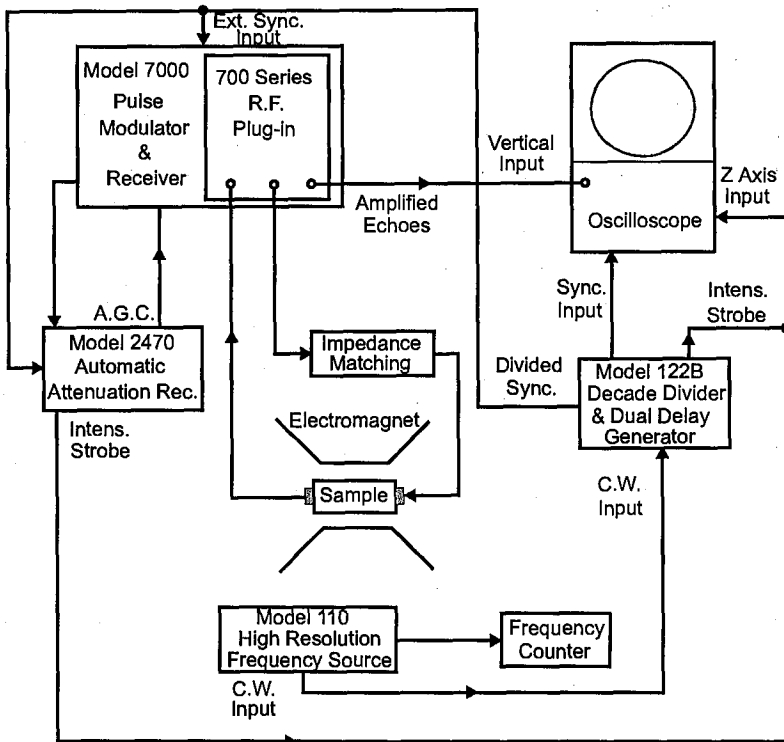 Ext. Sync.
Input
Model 7000
Pulse
Modulator
&
Receiver
700 Series
R.F.
Plug-in
Vertical
Input
Amplified
Echoes
Z Axis
Input
Oscilloscope
Sync.
Input
Intens.
Strobe
A.G.C.
Model 2470
Automatic
Attenuation Rec.
Intens.
Strobe
Impedance
Matching
Divided
Sync.
Model 122B
Decade Divider
& Dual Delay
Generator
Electromagnet
Sample
C.W.
Input
Model 110
High Resolution
Frequency Source
Frequency
Counter
C.W.
Input